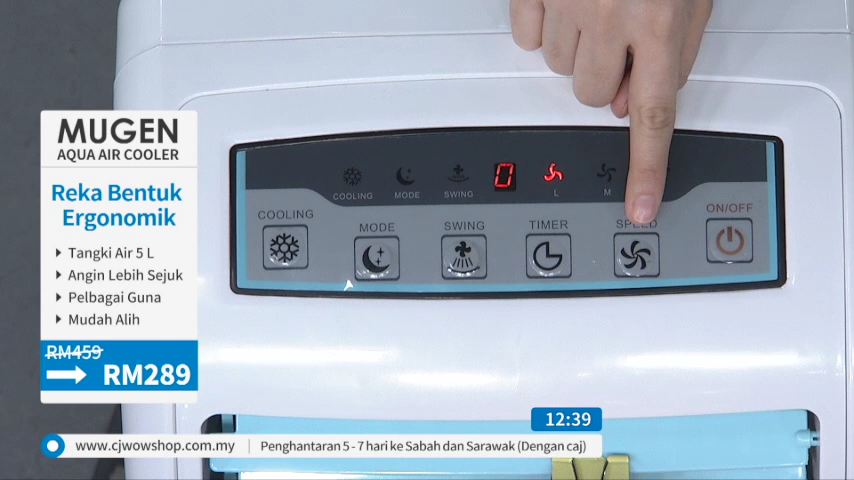 MUGEN
AQUA AIR COOLER
Reka Bentuk
Ergonomik
Tangki Air 5 L
Angin Lebih Sejuk
Pelbagai Guna
Mudah Alih
RM459
RM289
COOLING
MODE
SWING
0
L
M
COOLING
MODE
SWING
TIMER
SPEED
ON/OFF
12:39
www.cjwowshop.com.my
Penghantaran 5 - 7 hari ke Sabah dan Sarawak (Dengan caj)